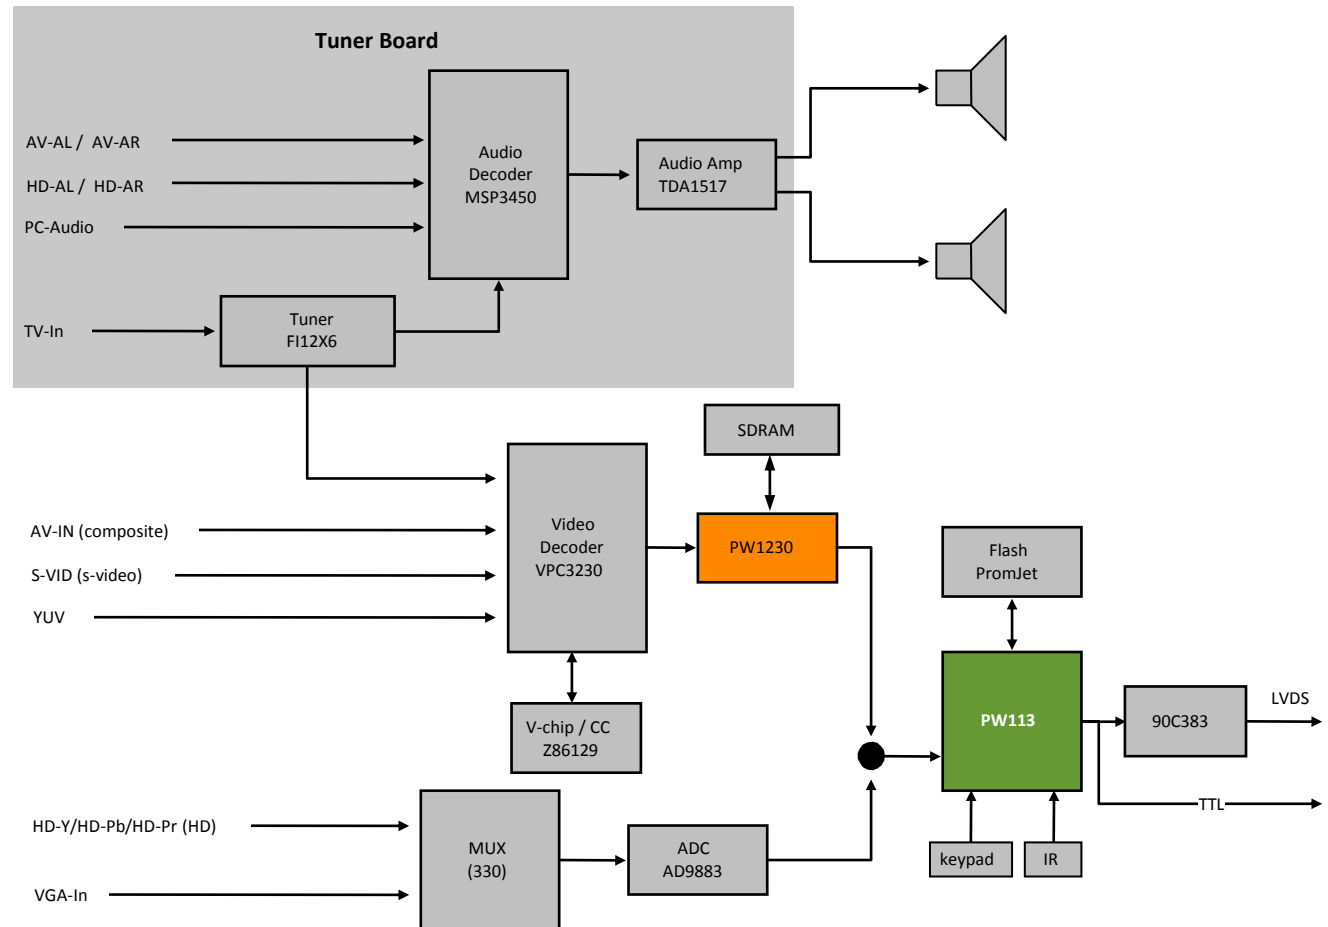 Tuner Board
AV-AL /  AV-AR
HD-AL /  HD-AR
PC-Audio
TV-In
Audio
Decoder
MSP3450
Audio Amp
TDA1517
Tuner
FI12X6
SDRAM
AV-IN (composite)
S-VID (s-video)
YUV
Video
Decoder
VPC3230
PW1230
Flash
PromJet
V-chip / CC
Z86129
PW113
90C383
LVDS
TTL
HD-Y/HD-Pb/HD-Pr (HD)
VGA-In
MUX
(330)
ADC
AD9883
keypad
IR